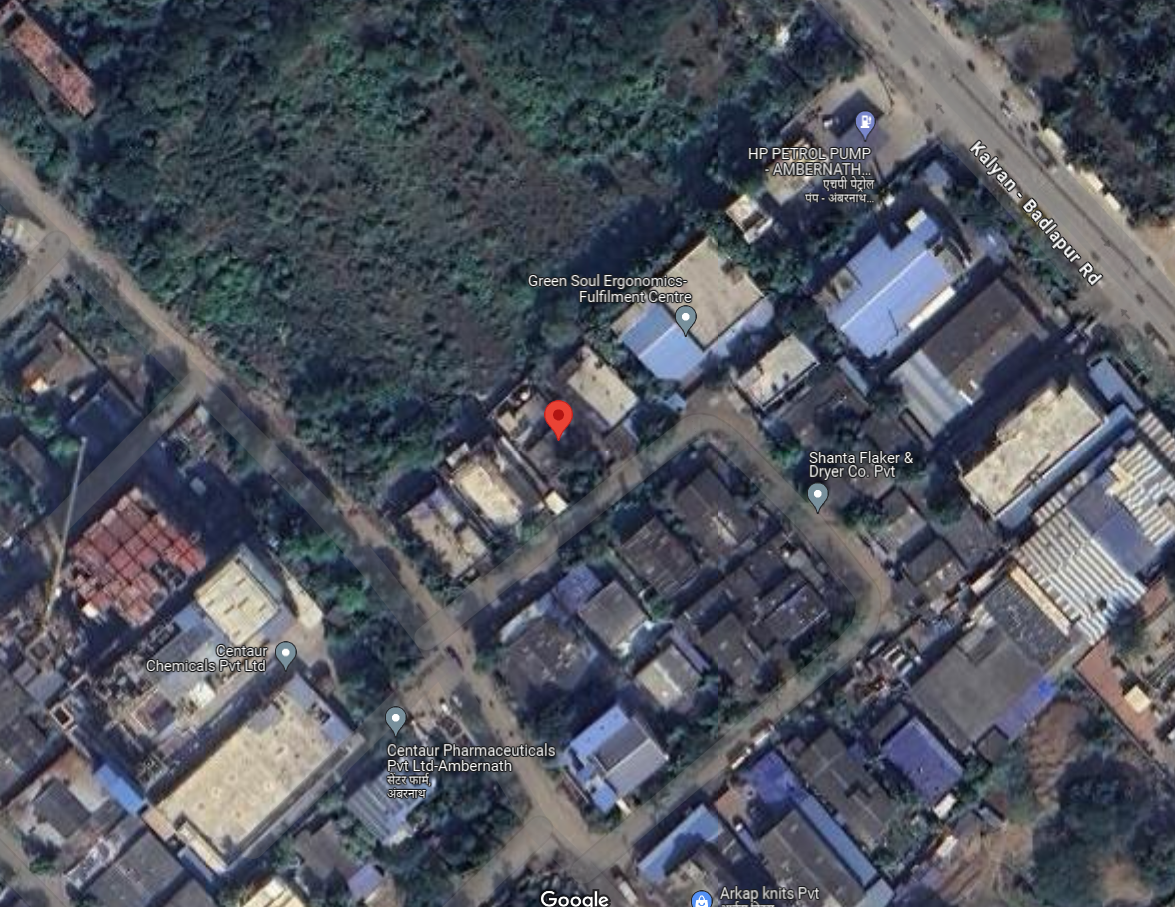 HP PETROL PUMP
- AMBERNATH...
एचपी पेट्रोल
पंप - अंबरनाथ...
Kalyan - Badlapur Rd
Green Soul Ergonomics-
Fulfilment Centre
Shanta Flaker &
Dryer Co. Pvt
Centaur
Chemicals Pvt Ltd
Centaur Pharmaceuticals
Pvt Ltd-Ambernath
सेंटर फार्म,
अंबरनाथ
Google
Arkap knits Pvt